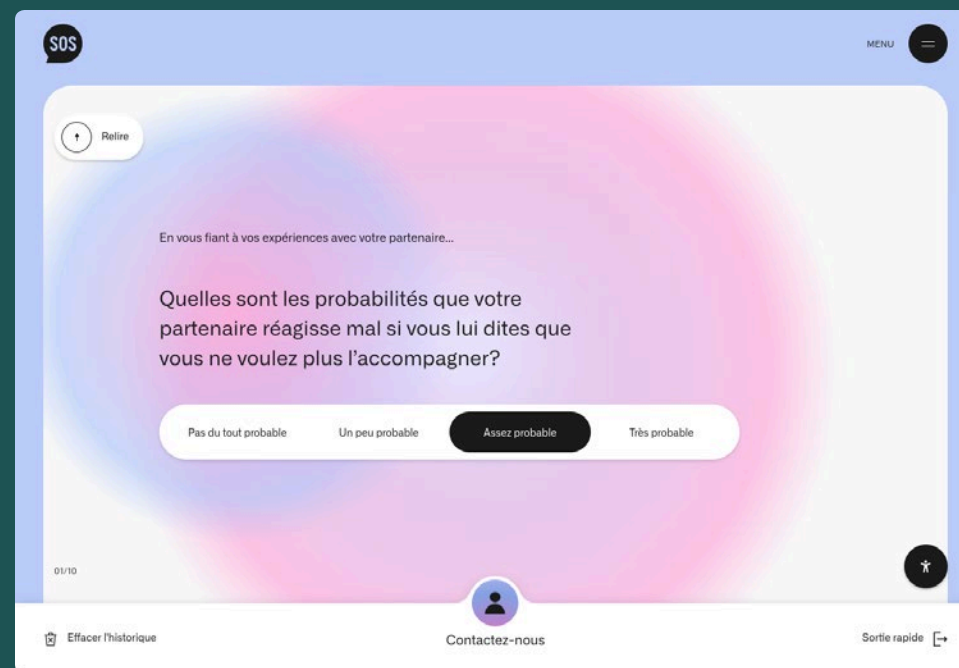 SOS
MENU
Relire
En vous fiant à vos expériences avec votre partenaire...
Quelles sont les probabilités que votre
partenaire réagisse mal si vous lui dites que
vous ne voulez plus l'accompagner?
Pas du tout probable Un peu probable Assez probable Très probable
01/10
Effacer l'historique Contactez-nous Sortie rapide